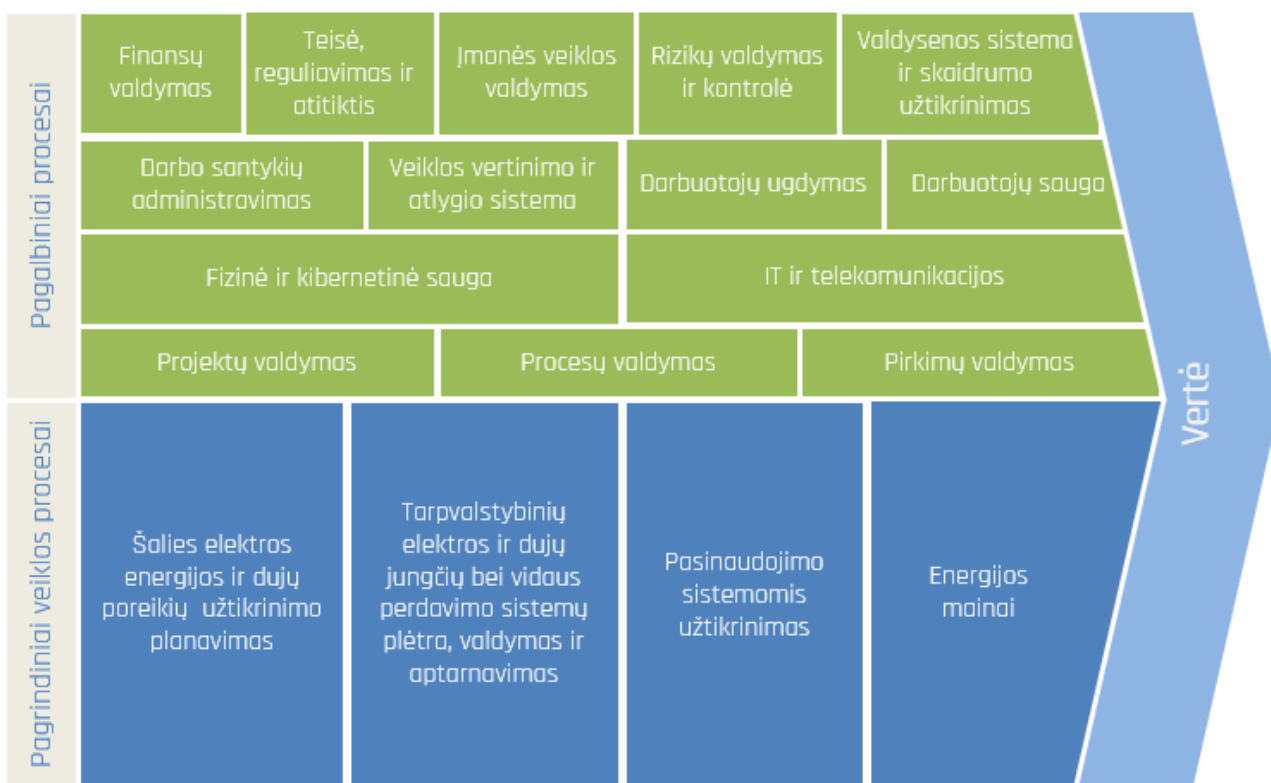 Pagalbiniai procesai
Finansų
valdymas
Teisė,
reguliavimas ir
atitiktis
Įmonės veiklos
valdymas
Rizikų valdymas
ir kontrolė
Valdysenos sistema
ir skaidrumo
užtikrinimas
Darbo santykių
administravimas
Veiklos vertinimo ir
atlygio sistema
Darbuotojų ugdymas
Darbuotojų sauga
Fizinė ir kibernetinė sauga
IT ir telekomunikacijos
Projektų valdymas
Procesų valdymas
Pirkimų valdymas
Pagrindiniai veiklos procesai
Šalies elektros
energijos ir dujų
poreikių užtikrinimo
planavimas
Tarpvalstybinių
elektros ir dujų
jungčių bei vidaus
perdavimo sistemų
plėtra, valdymas ir
aptarnavimas
Pasinaudojimo
sistemomis
užtikrinimas
Energijos
mainai
Vertė